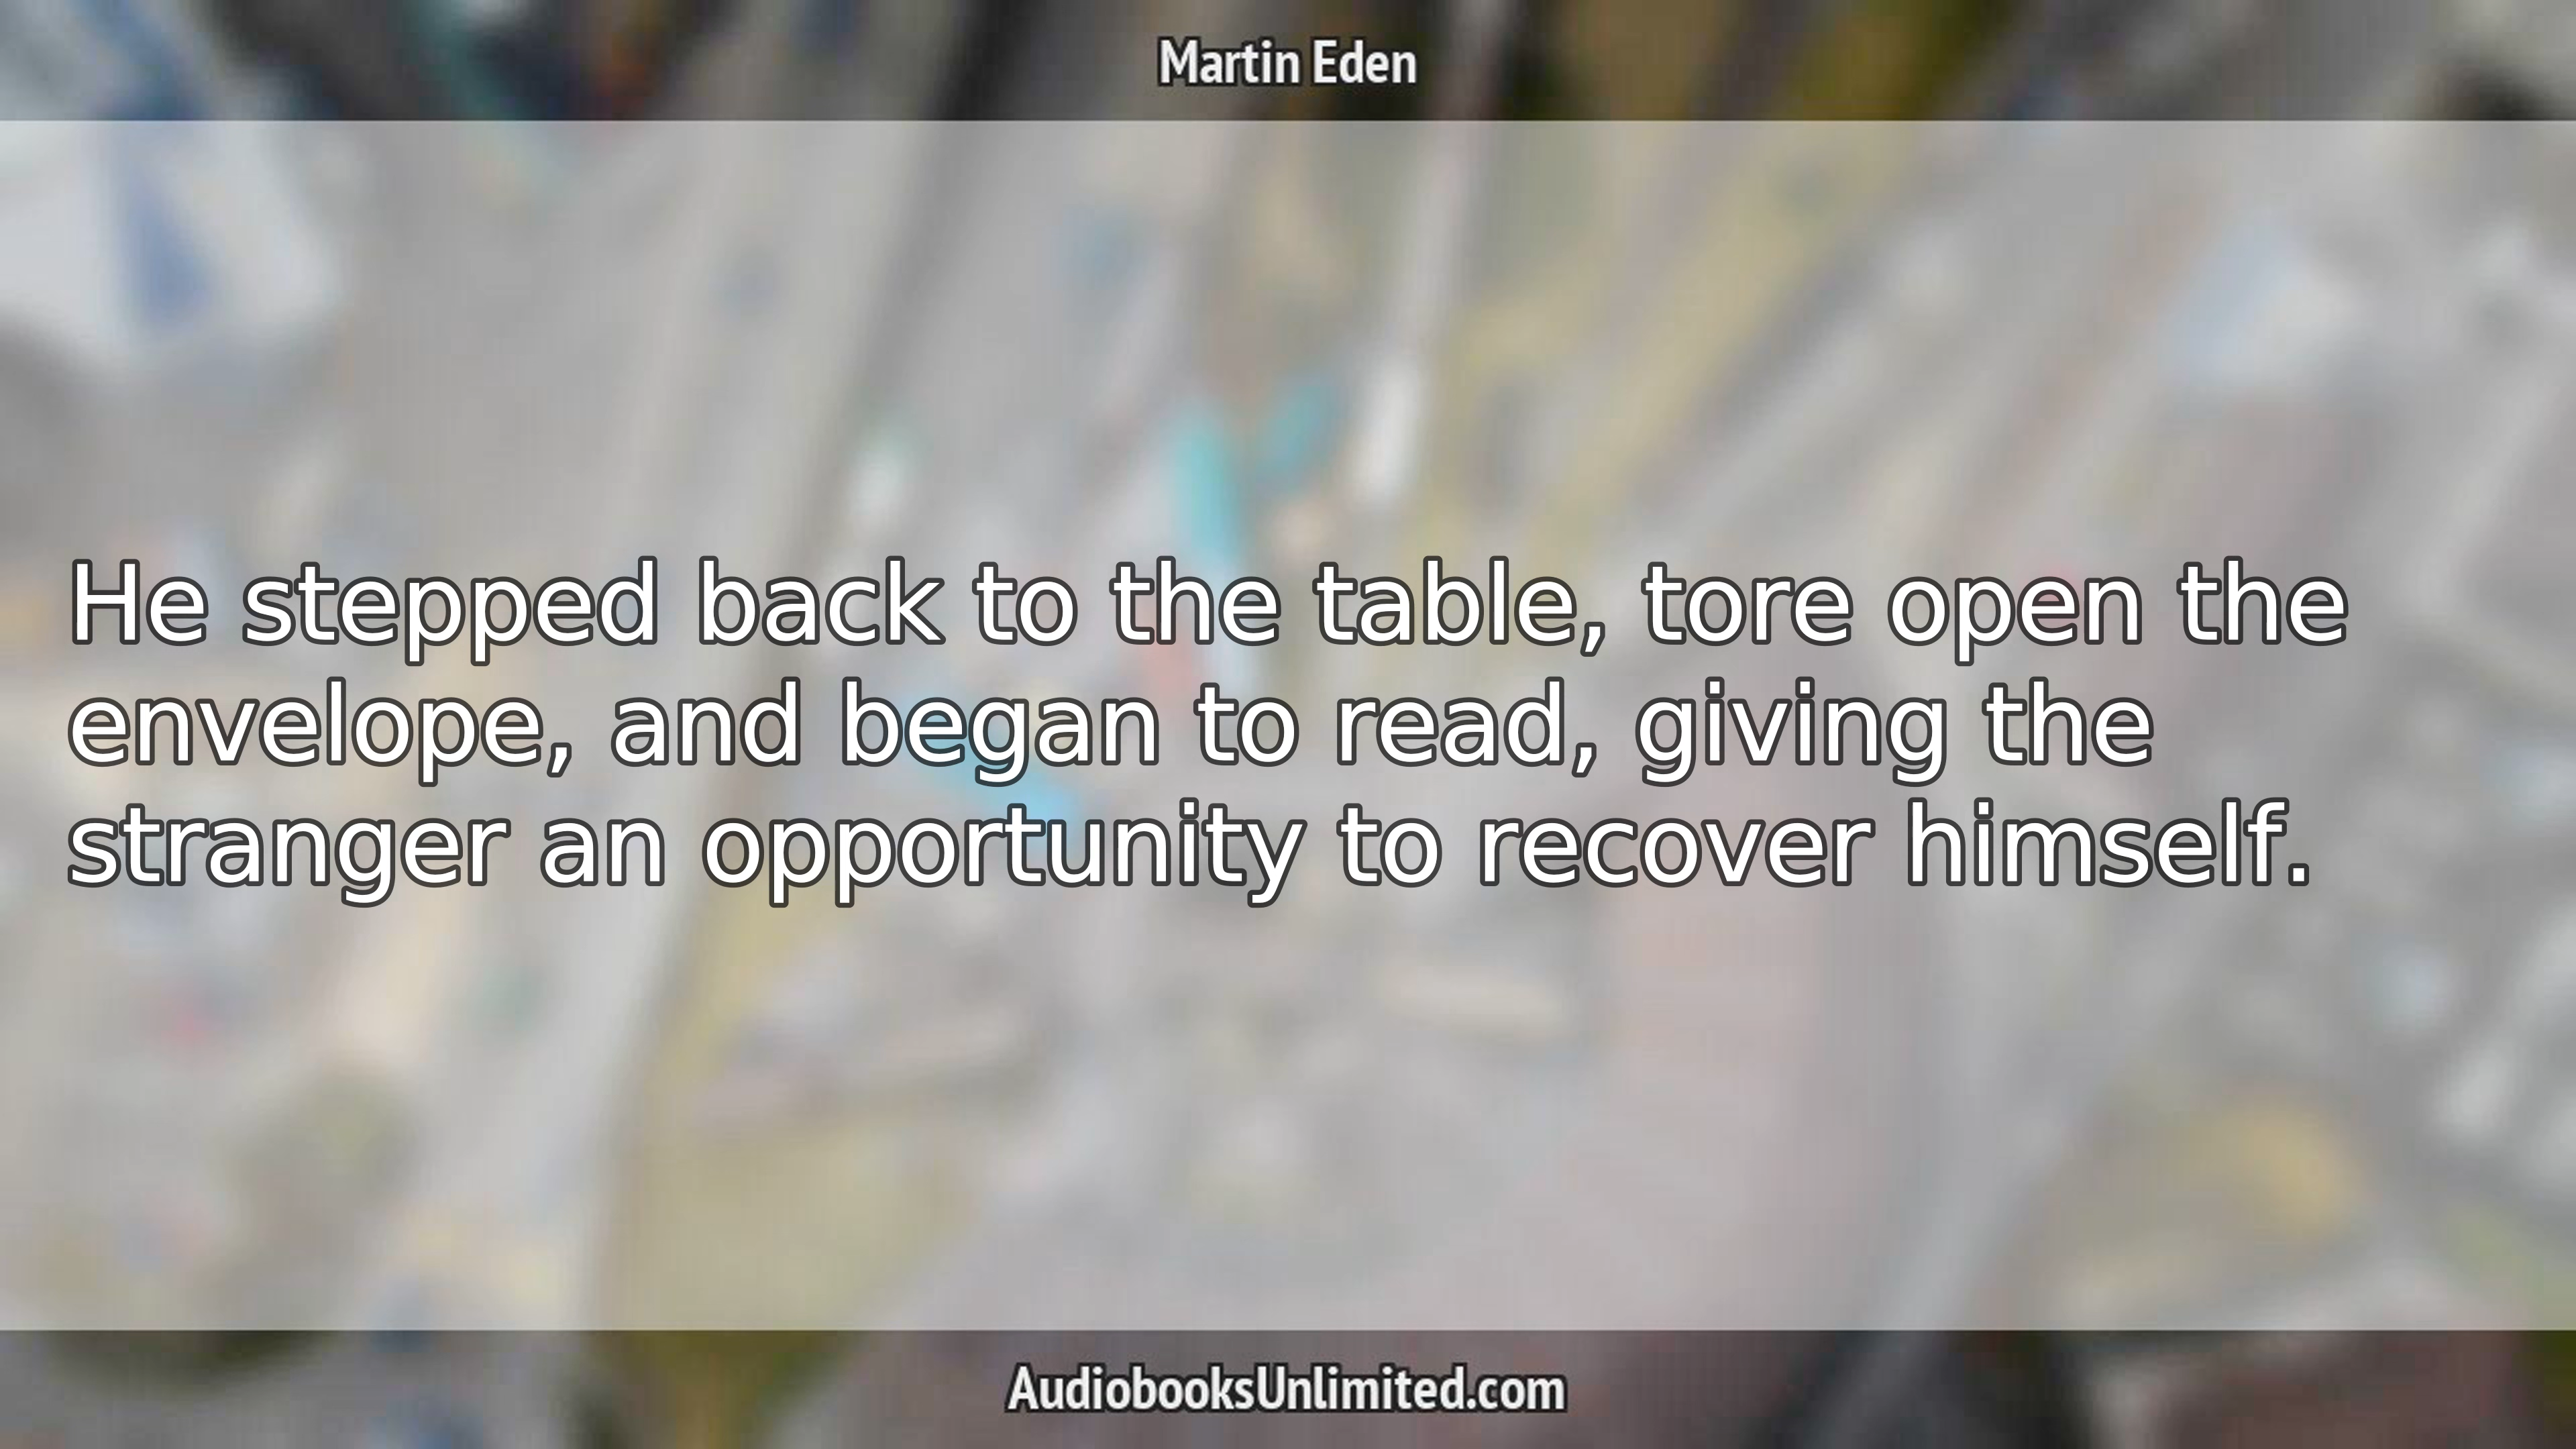 Martin Eden
He stepped back to the table, tore open the
envelope, and began to read, giving the
stranger an opportunity to recover himself.
AudiobooksUnlimited.com